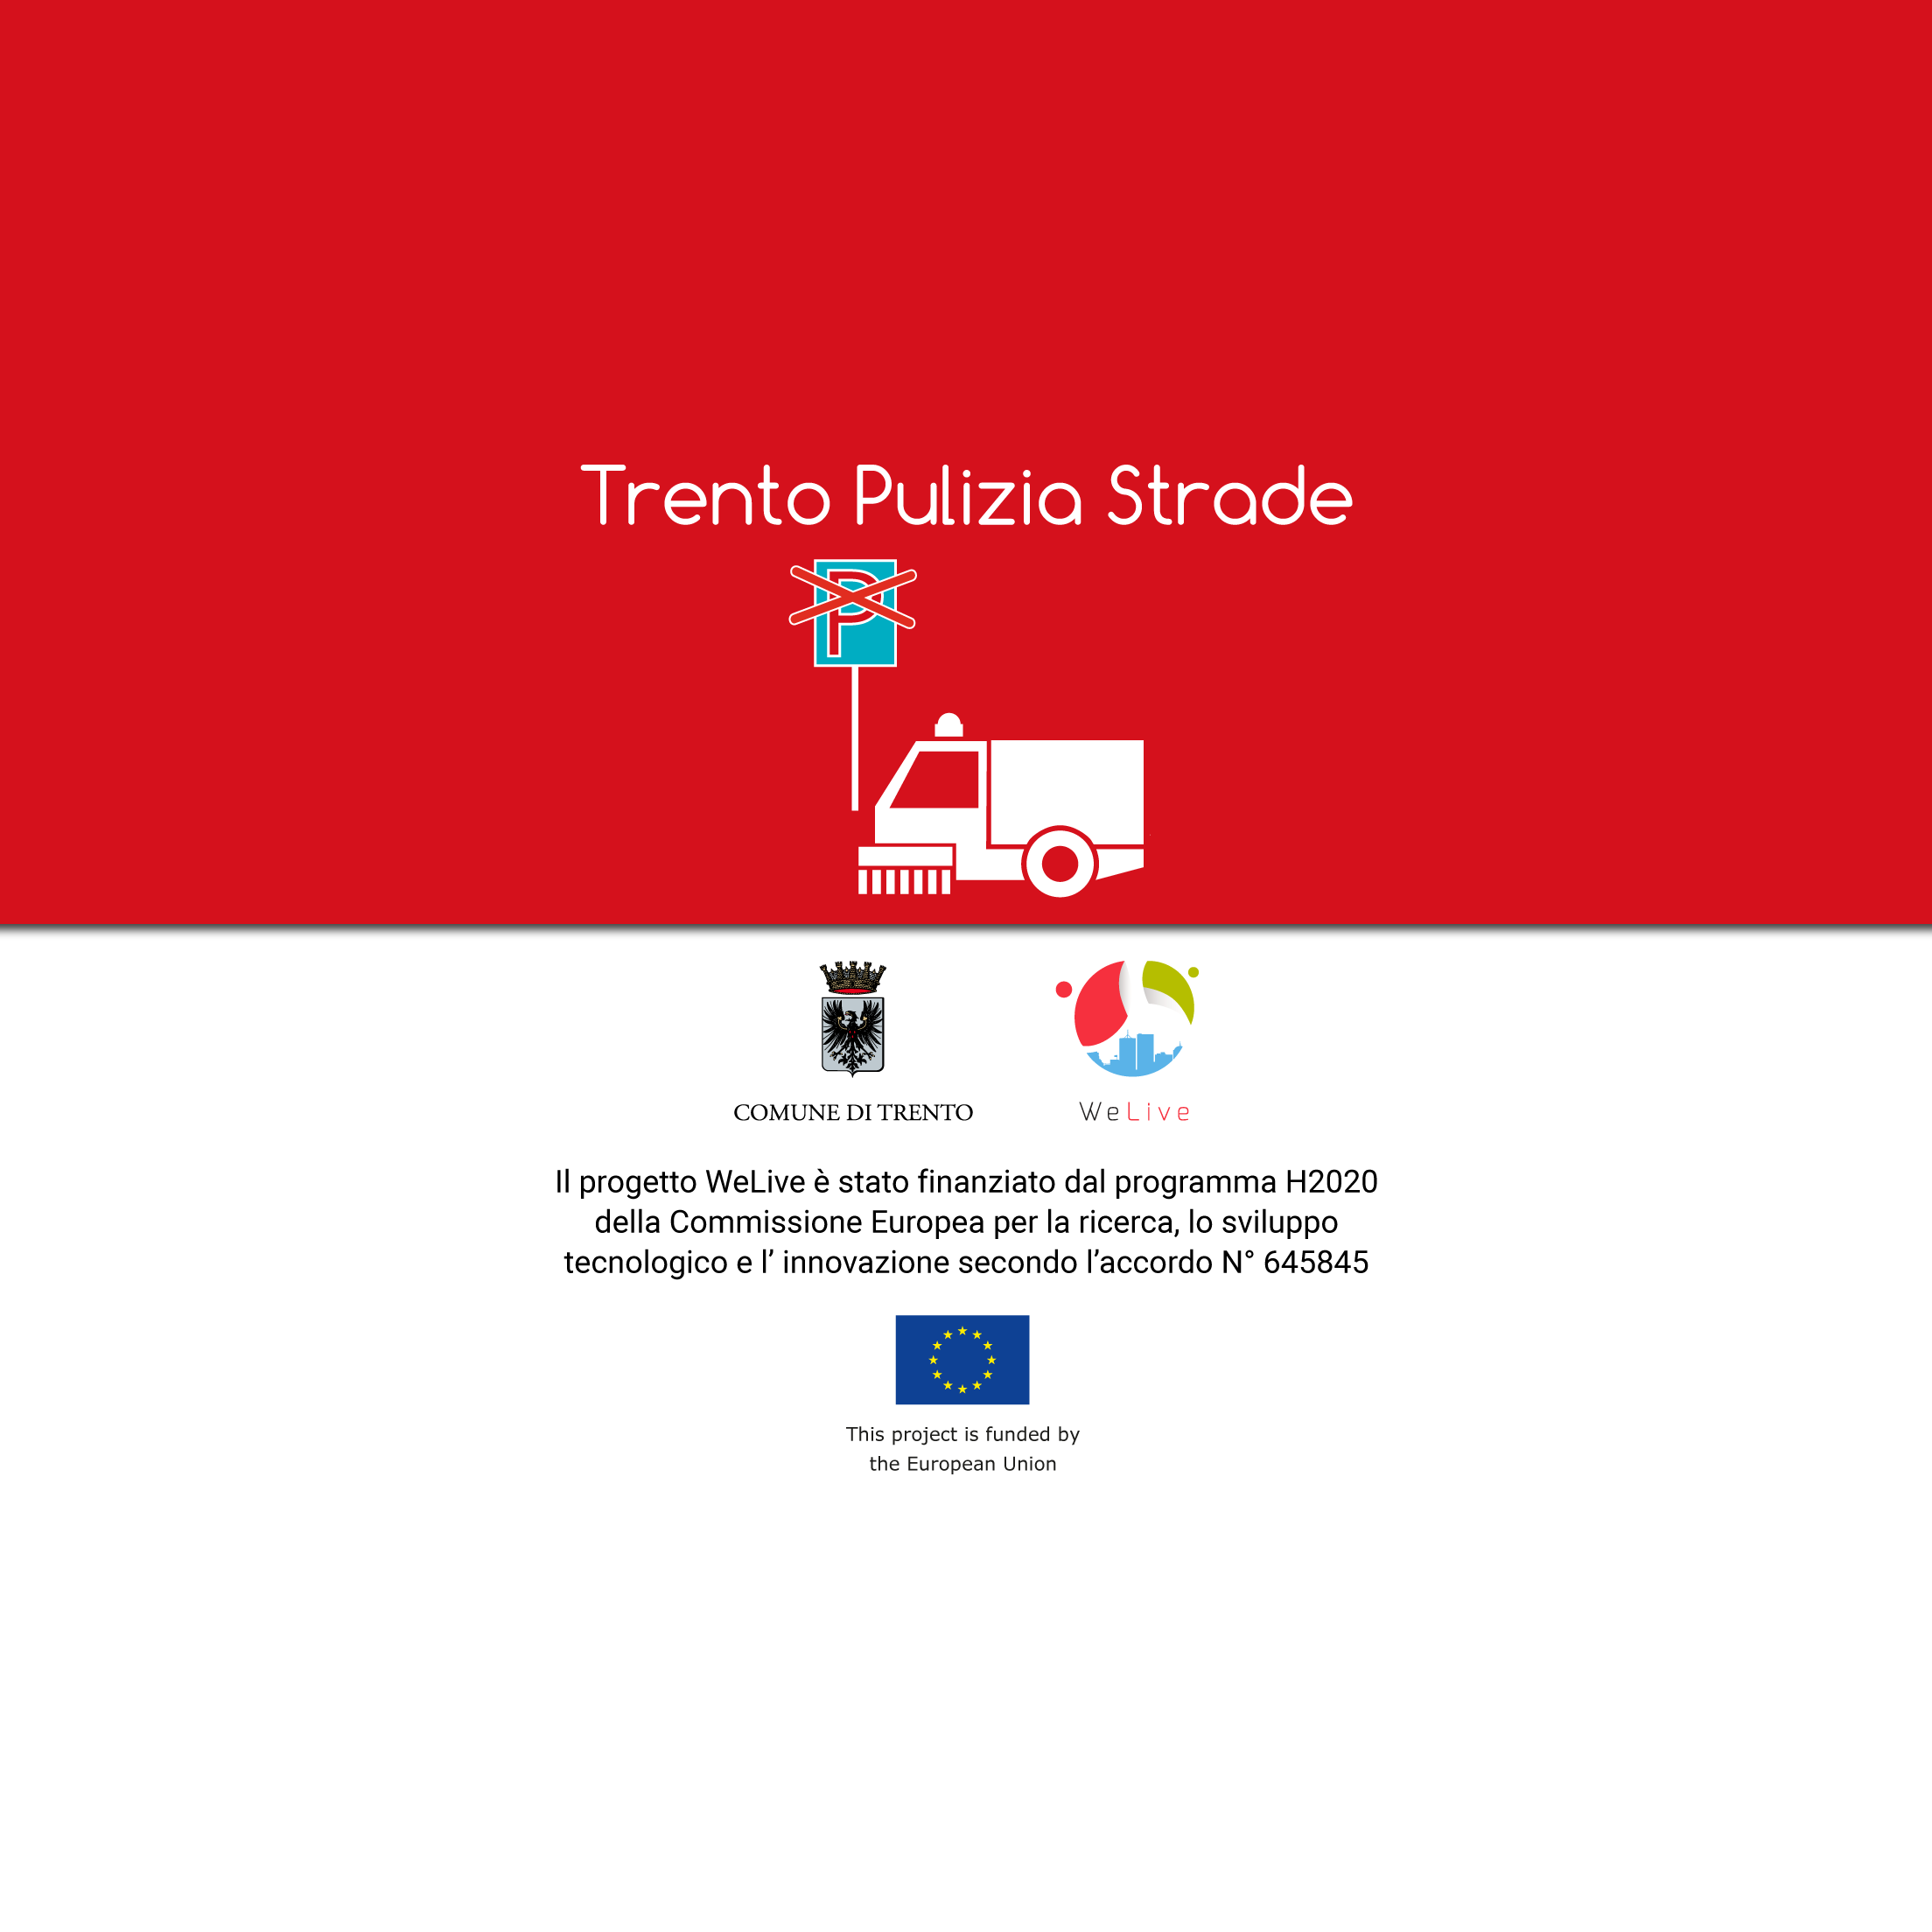 Trento Pulizia Strade
P
COMUNE DI TRENTO
WeLive
Il progetto WeLive è stato finanziato dal programma H2020
della Commissione Europea per la ricerca, lo sviluppo
tecnologico e l’ innovazione secondo l’accordo N° 645845
This project is funded by
the European Union